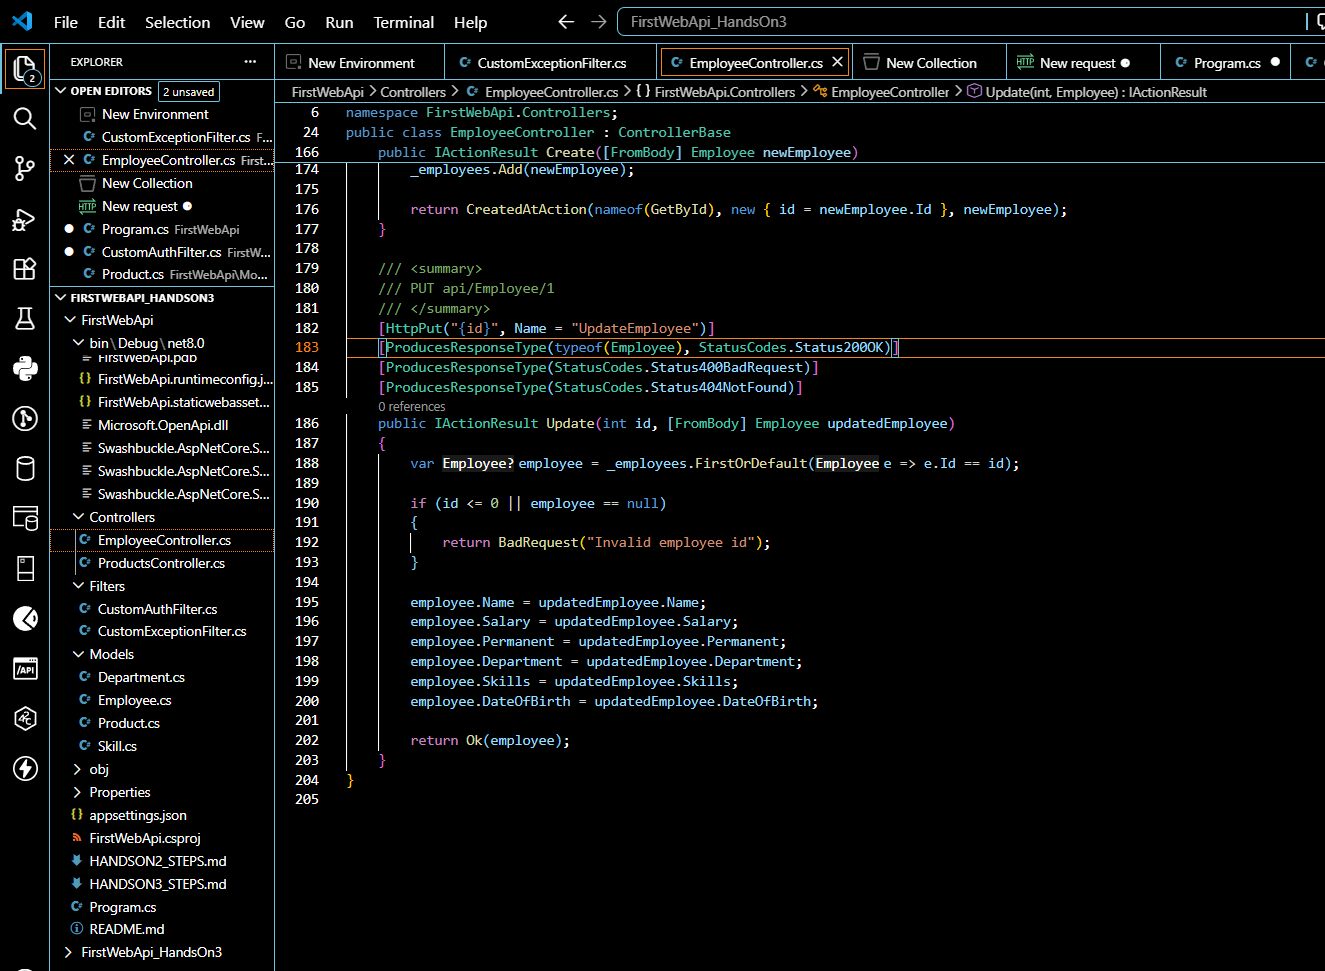 File Edit Selection View Go Run Terminal Help FirstWebApi_HandsOn3
EXPLORER ···
New Environment C# CustomExceptionFilter.cs C# EmployeeController.cs New Collection HTTP New request C# Program.cs C#
OPEN EDITORS 2 unsaved
New Environment
C# CustomExceptionFilter.cs F...
C# EmployeeController.cs First...
New Collection
HTTP New request
C# Program.cs FirstWebApi
C# CustomAuthFilter.cs FirstW...
C# Product.cs FirstWebApi\Mo...
FIRSTWEBAPI_HANDSON3
FirstWebApi
bin\Debug\net8.0
FirstWebApi.pdb
{} FirstWebApi.runtimeconfig.j...
{} FirstWebApi.staticwebasset...
Microsoft.OpenApi.dll
Swashbuckle.AspNetCore.S...
Swashbuckle.AspNetCore.S...
Swashbuckle.AspNetCore.S...
Controllers
C# EmployeeController.cs
C# ProductsController.cs
Filters
C# CustomAuthFilter.cs
C# CustomExceptionFilter.cs
Models
C# Department.cs
C# Employee.cs
C# Product.cs
C# Skill.cs
obj
Properties
{} appsettings.json
FirstWebApi.csproj
HANDSON2_STEPS.md
HANDSON3_STEPS.md
C# Program.cs
README.md
FirstWebApi_HandsOn3
2
/API
FirstWebApi > Controllers > C# EmployeeController.cs > {} FirstWebApi.Controllers > EmployeeController > Update(int, Employee) : IActionResult
6 namespace FirstWebApi.Controllers;
24 public class EmployeeController : ControllerBase
166 public IActionResult Create([FromBody] Employee newEmployee)
174 _employees.Add(newEmployee);
175
176 return CreatedAtAction(nameof(GetById), new { id = newEmployee.Id }, newEmployee);
177 }
178
179 /// <summary>
180 /// PUT api/Employee/1
181 /// </summary>
182 [HttpPut("{id}", Name = "UpdateEmployee")]
183 [ProducesResponseType(typeof(Employee), StatusCodes.Status200OK)]
184 [ProducesResponseType(StatusCodes.Status400BadRequest)]
185 [ProducesResponseType(StatusCodes.Status404NotFound)]
0 references
186 public IActionResult Update(int id, [FromBody] Employee updatedEmployee)
187 {
188 var Employee? employee = _employees.FirstOrDefault(Employee e => e.Id == id);
189
190 if (id <= 0 || employee == null)
191 {
192 return BadRequest("Invalid employee id");
193 }
194
195 employee.Name = updatedEmployee.Name;
196 employee.Salary = updatedEmployee.Salary;
197 employee.Permanent = updatedEmployee.Permanent;
198 employee.Department = updatedEmployee.Department;
199 employee.Skills = updatedEmployee.Skills;
200 employee.DateOfBirth = updatedEmployee.DateOfBirth;
201
202 return Ok(employee);
203 }
204 }
205